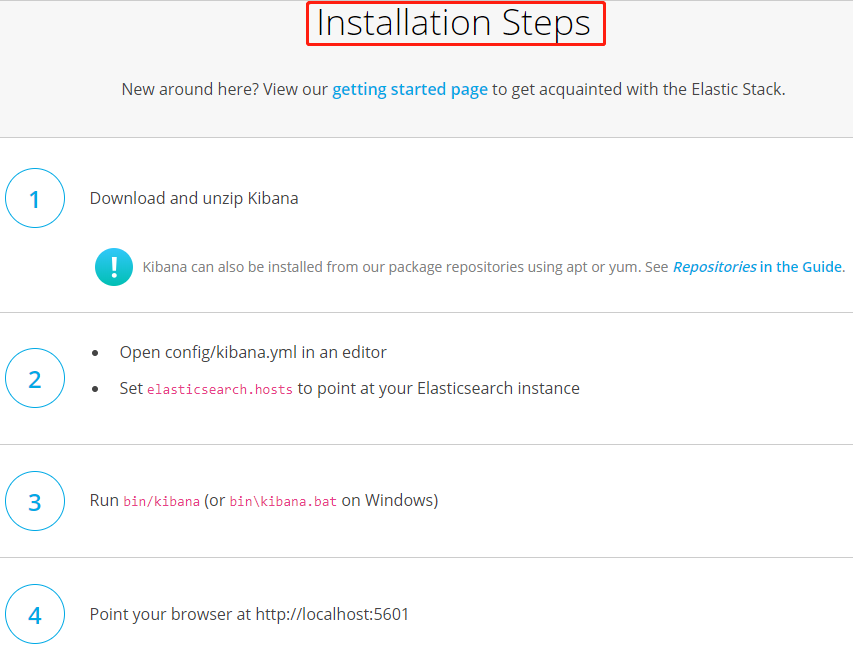 Installation Steps
New around here? View our getting started page to get acquainted with the Elastic Stack.
1
Download and unzip Kibana
! Kibana can also be installed from our package repositories using apt or yum. See Repositories in the Guide.
2
• Open config/kibana.yml in an editor
• Set elasticsearch.hosts to point at your Elasticsearch instance
3
Run bin/kibana (or bin\kibana.bat on Windows)
4
Point your browser at http://localhost:5601